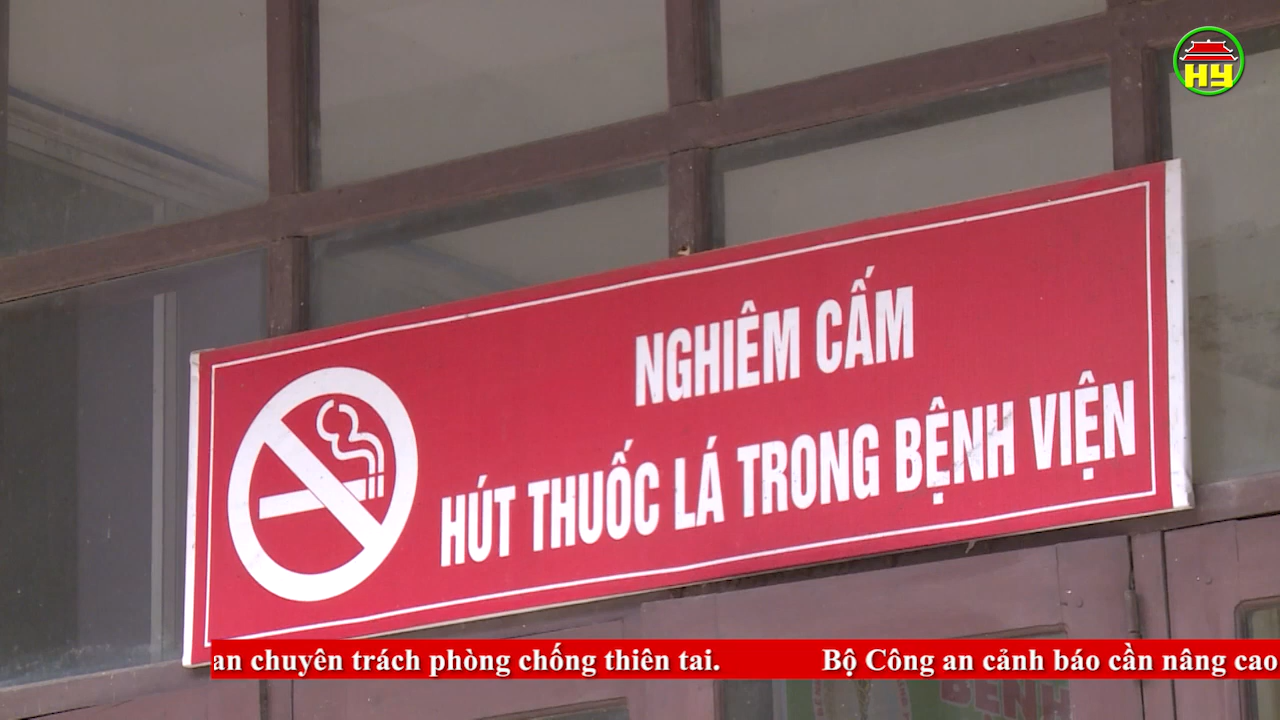 HY
NGHIÊM CẤM
HÚT THUỐC LÁ TRONG BỆNH VIỆN
an chuyên trách phòng chống thiên tai. Bộ Công an cảnh báo cần nâng cao
BỆNH